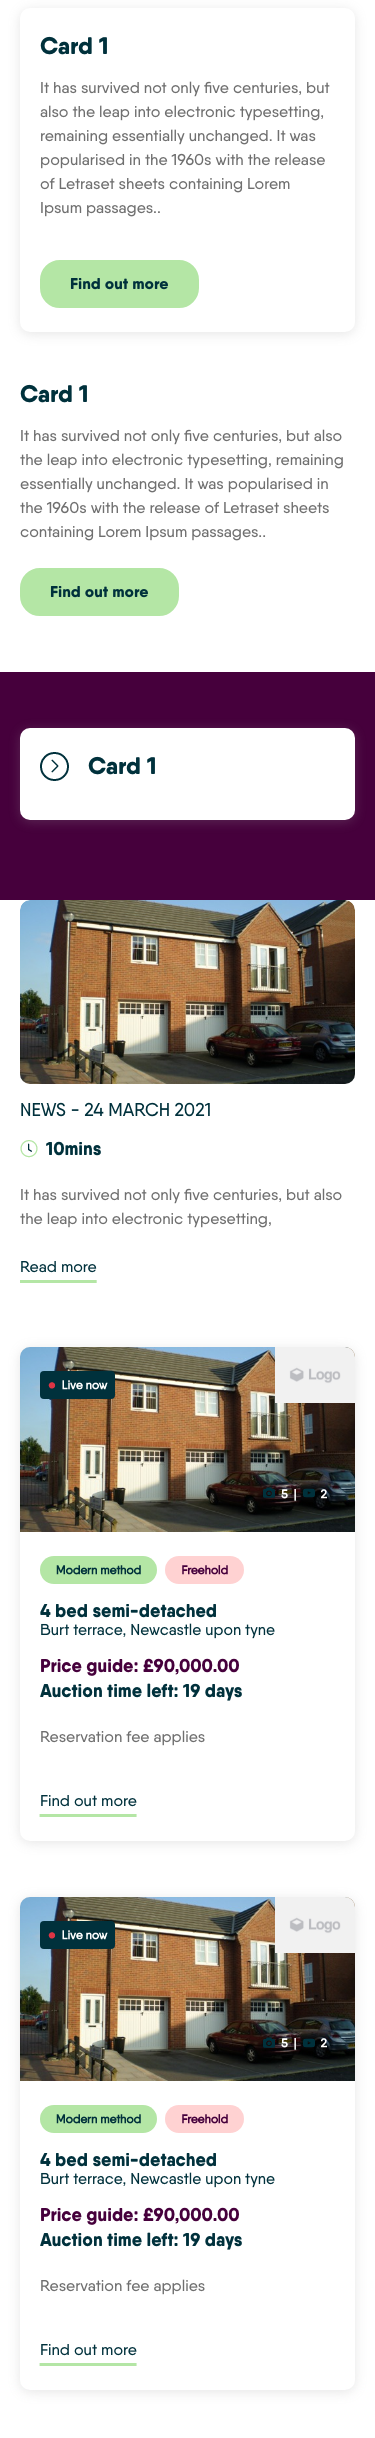 Card 1
It has survived not only five centuries, but
also the leap into electronic typesetting,
remaining essentially unchanged. It was
popularised in the 1960s with the release
of Letraset sheets containing Lorem
Ipsum passages..
Find out more
Card 1
It has survived not only five centuries, but also
the leap into electronic typesetting, remaining
essentially unchanged. It was popularised in
the 1960s with the release of Letraset sheets
containing Lorem Ipsum passages..
Find out more
Card 1
NEWS - 24 MARCH 2021
10mins
It has survived not only five centuries, but also
the leap into electronic typesetting,
Read more
Logo
Live now
5 | 2
Modern method Freehold
4 bed semi-detached
Burt terrace, Newcastle upon tyne
Price guide: £90,000.00
Auction time left: 19 days
Reservation fee applies
Find out more
Logo
Live now
5 | 2
Modern method Freehold
4 bed semi-detached
Burt terrace, Newcastle upon tyne
Price guide: £90,000.00
Auction time left: 19 days
Reservation fee applies
Find out more